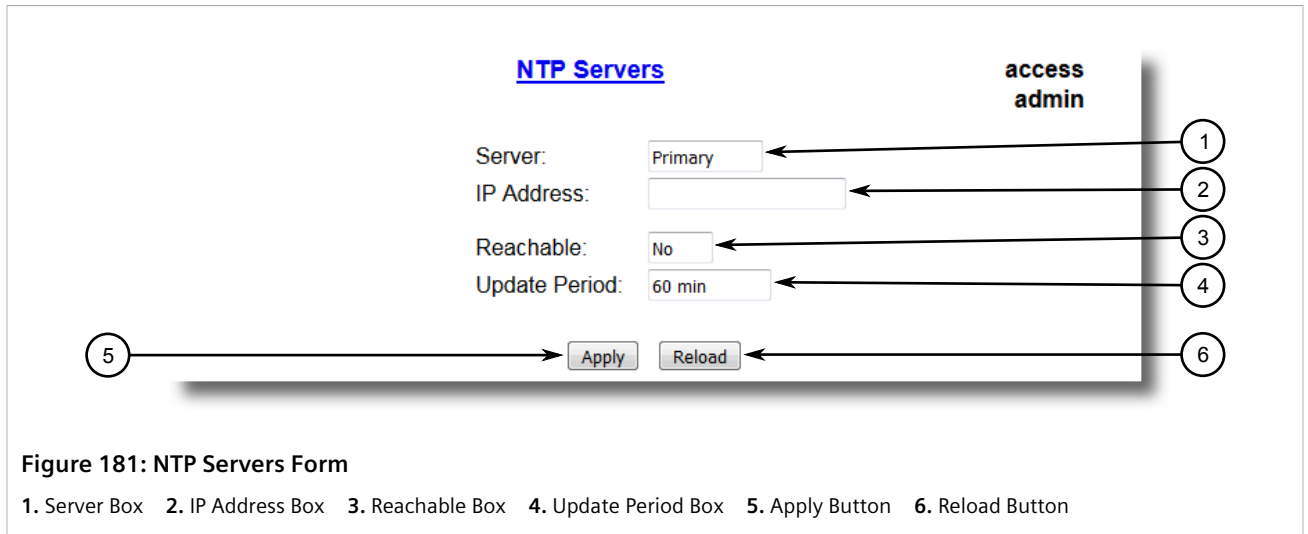 NTP Servers
access
admin
Server: Primary 1
IP Address: 2
Reachable: No 3
Update Period: 60 min 4
5 Apply Reload 6
Figure 181: NTP Servers Form
1. Server Box 2. IP Address Box 3. Reachable Box 4. Update Period Box 5. Apply Button 6. Reload Button